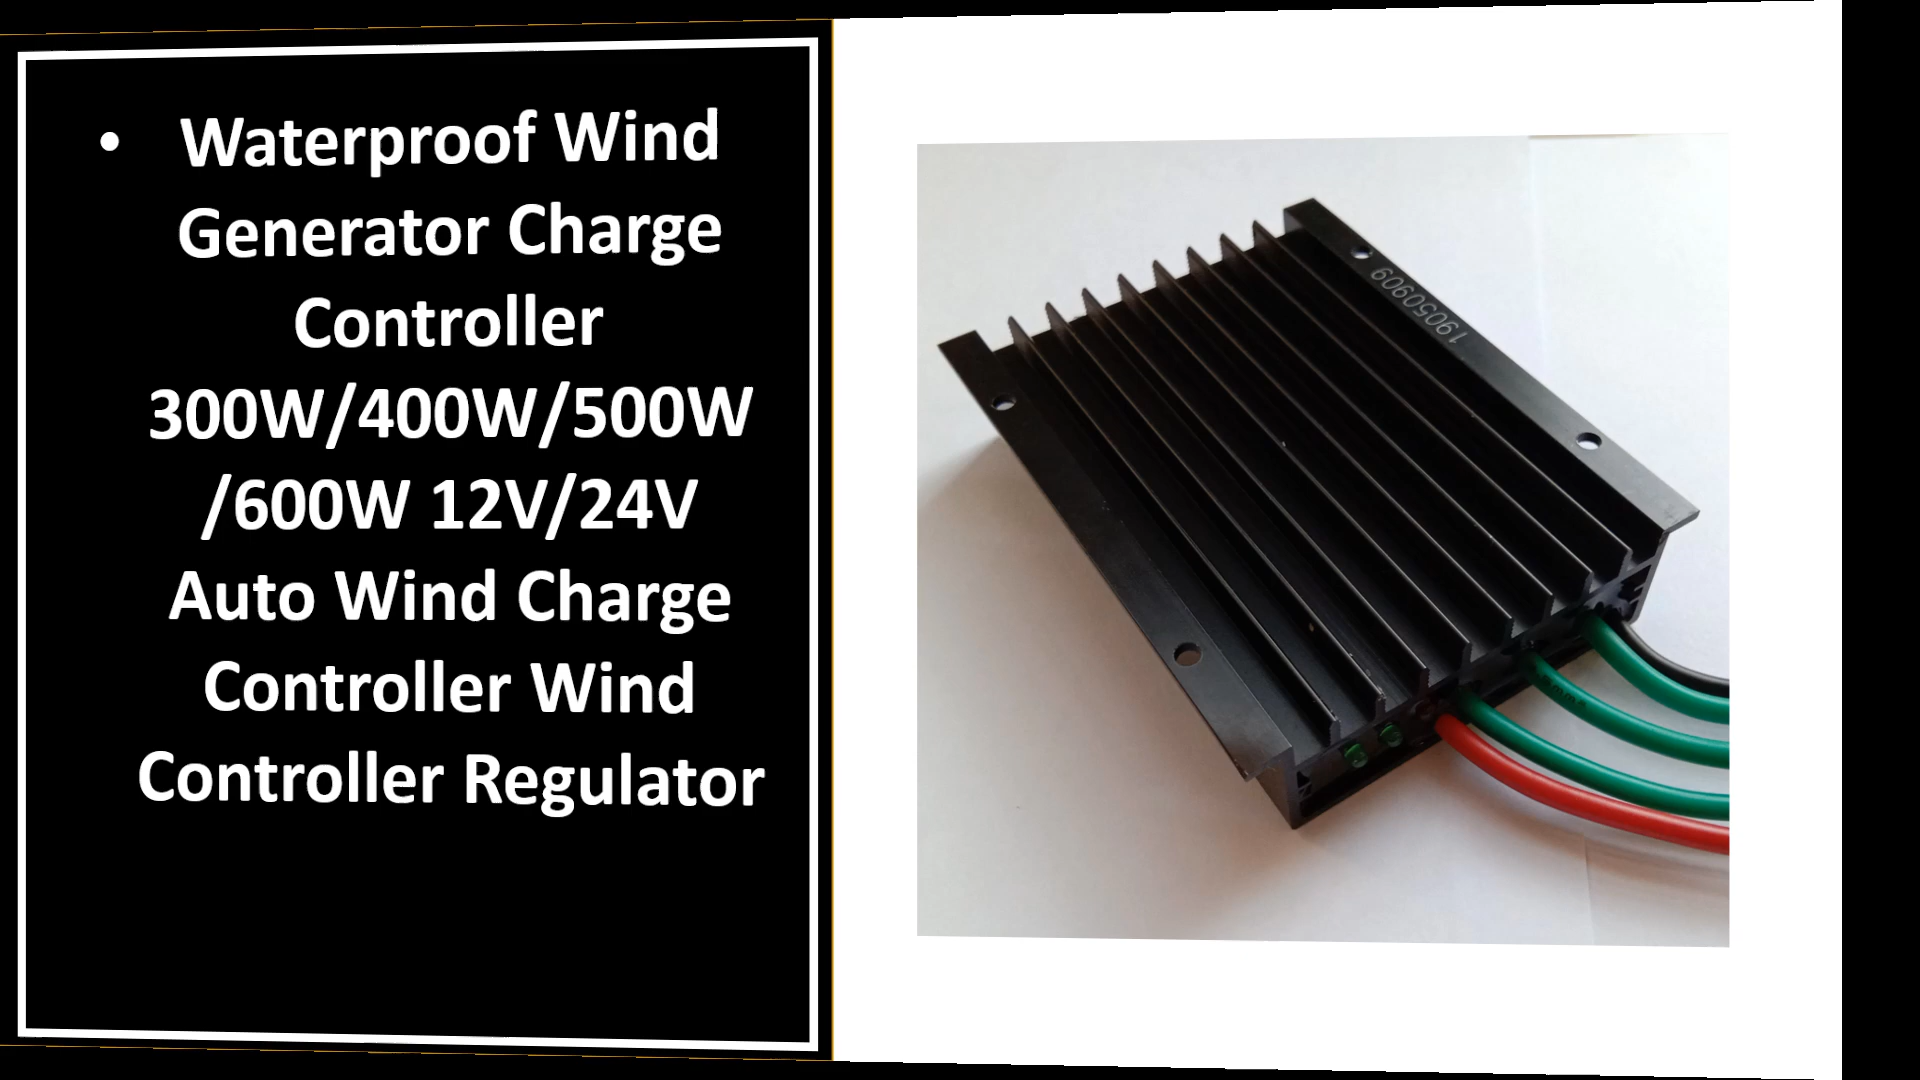 • Waterproof Wind
Generator Charge
Controller
300W/400W/500W
/600W 12V/24V
Auto Wind Charge
Controller Wind
Controller Regulator
19050909